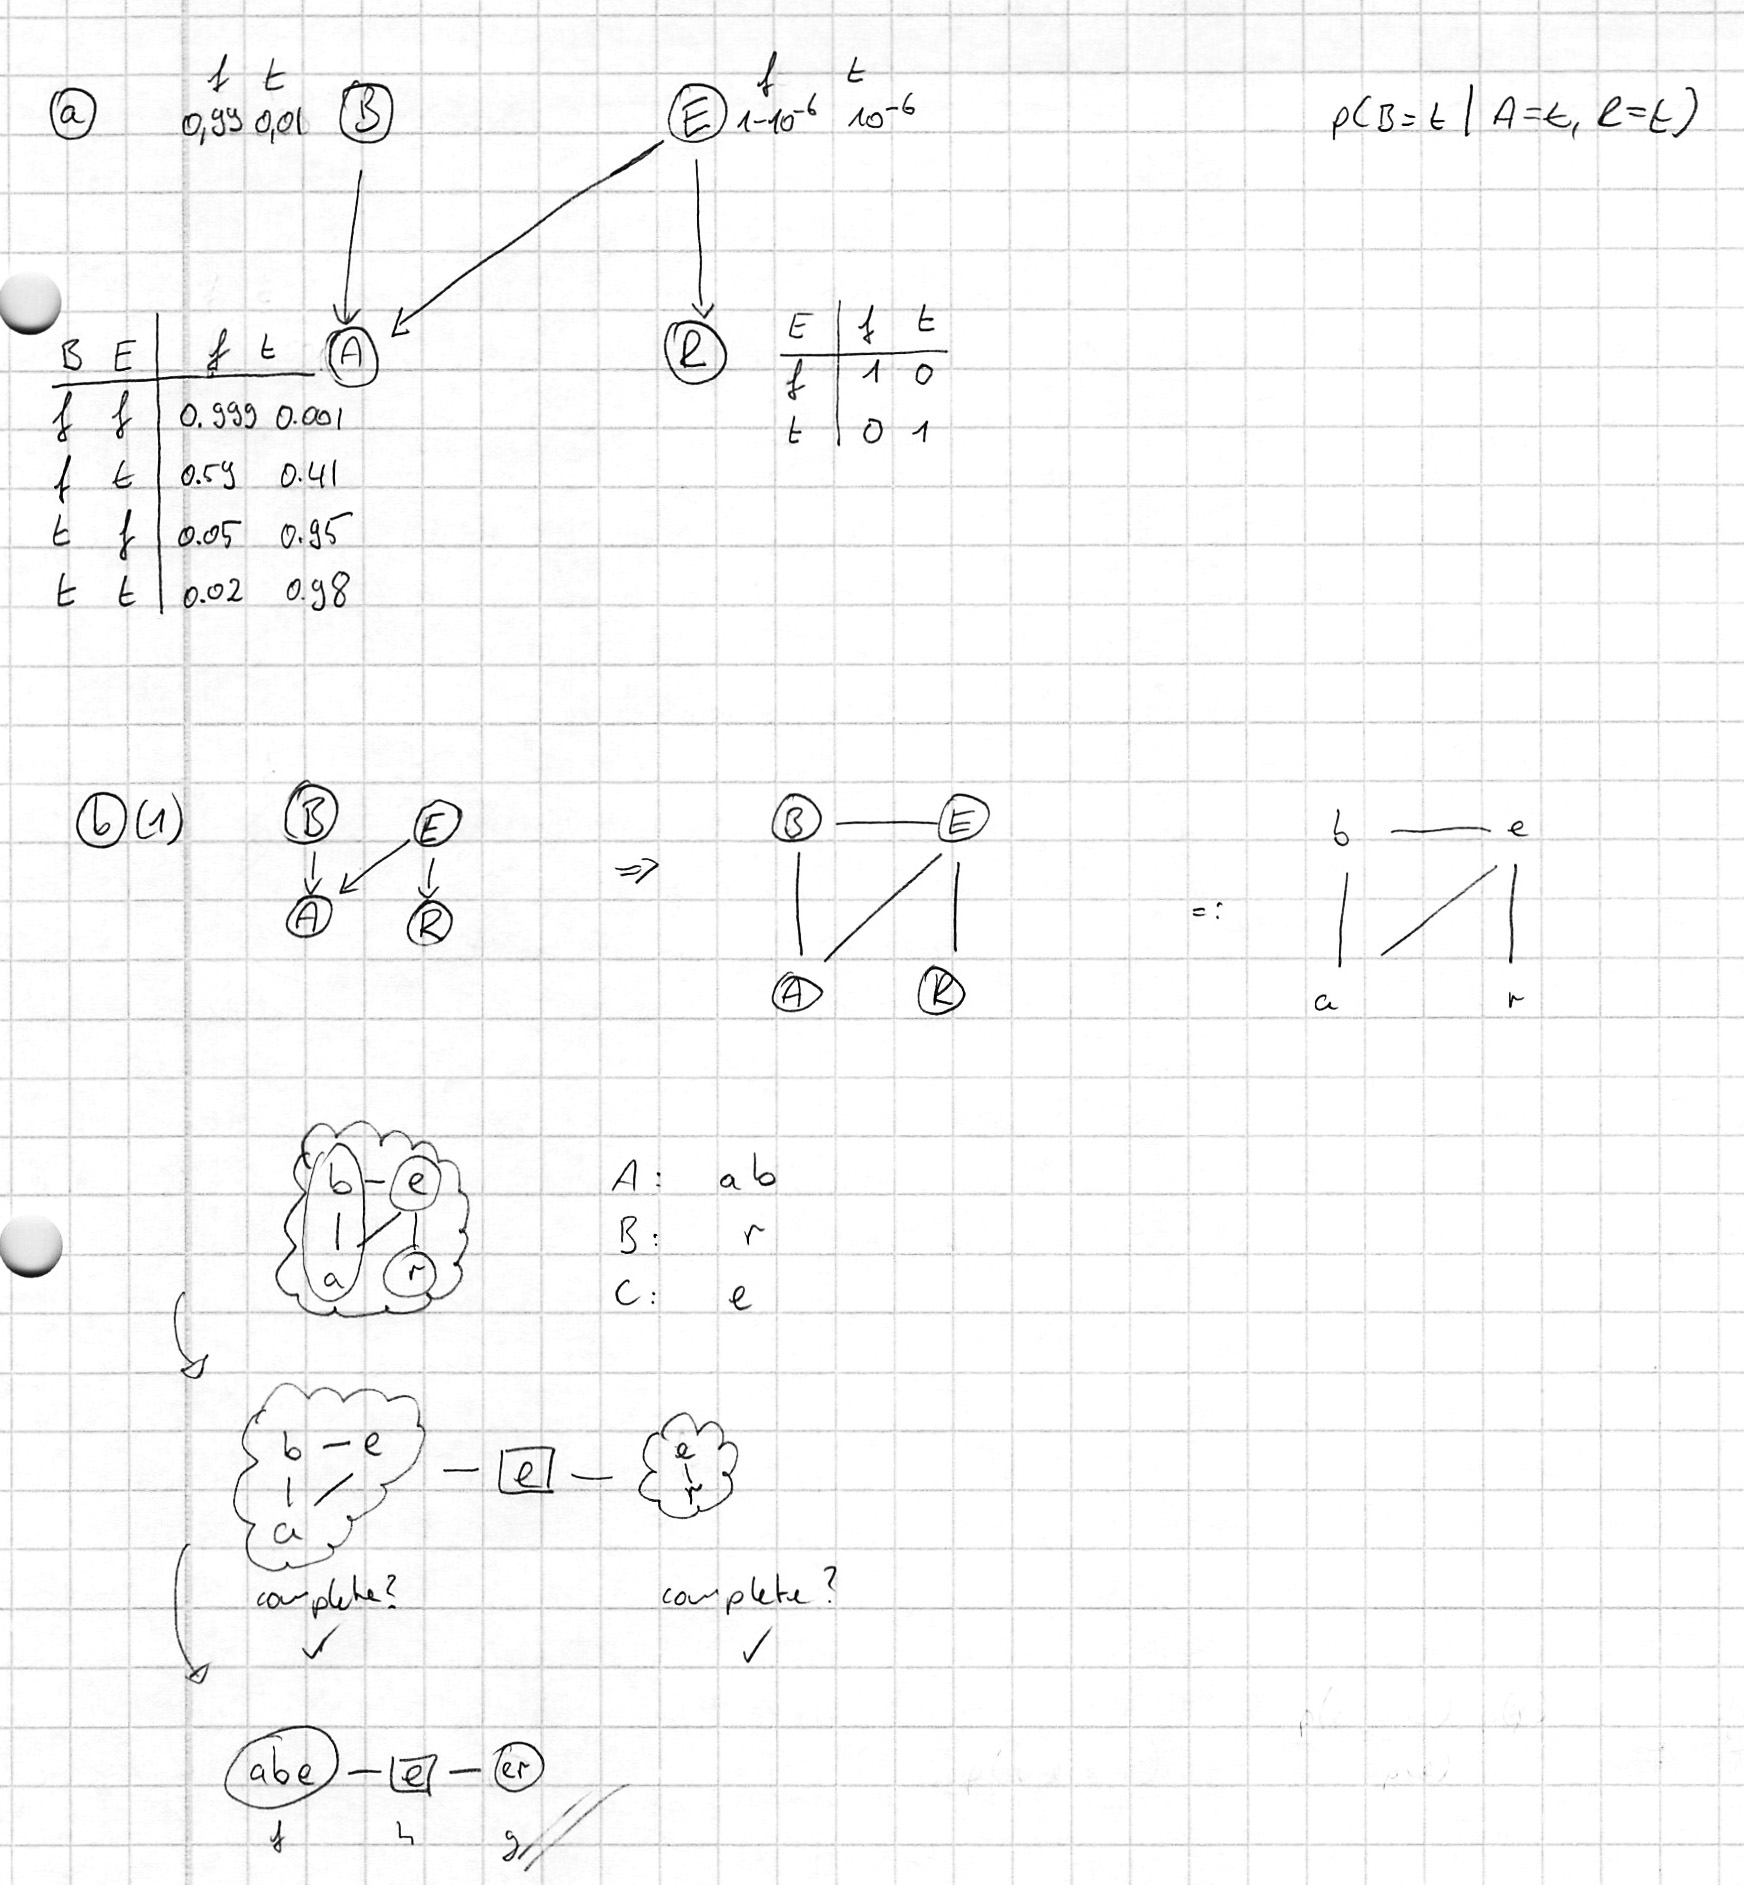 f t f t
a 0,99 0,01 B E 1-10⁻⁶ 10⁻⁶ p(B=t | A=t, R=t)
B E | f t A R E | f t
f f | 0.999 0.001 f | 1 0
f t | 0.59 0.41 t | 0 1
t f | 0.05 0.95
t t | 0.02 0.98
b (1) B E ⇒ B — E =: b — e
A R A R a r
b - e A: ab
B: r
a r C: e
b — e — e — e
r
a
complete? complete?
✓ ✓
abe — e — er
f h g